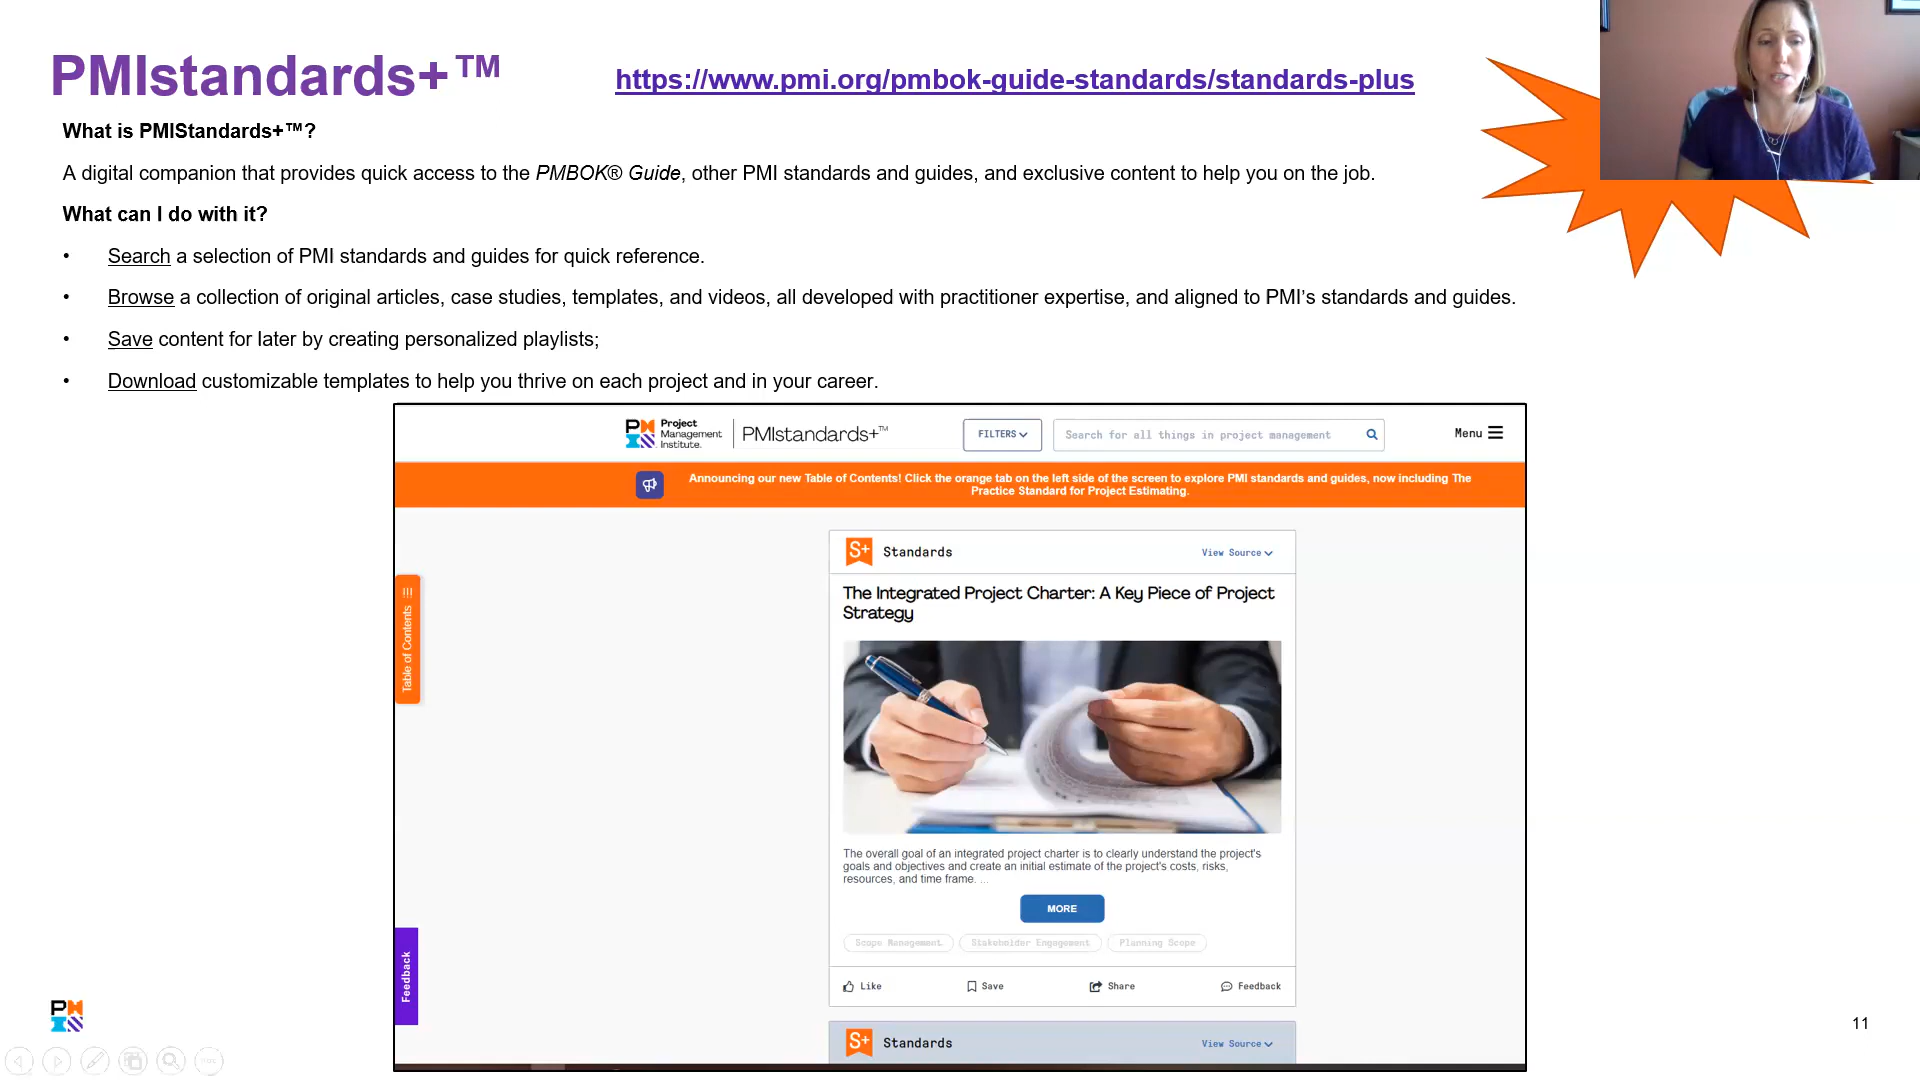 PMIstandards+™
https://www.pmi.org/pmbok-guide-standards/standards-plus
What is PMIStandards+™?
A digital companion that provides quick access to the PMBOK® Guide, other PMI standards and guides, and exclusive content to help you on the job.
What can I do with it?
• Search a selection of PMI standards and guides for quick reference.
• Browse a collection of original articles, case studies, templates, and videos, all developed with practitioner expertise, and aligned to PMI’s standards and guides.
• Save content for later by creating personalized playlists;
• Download customizable templates to help you thrive on each project and in your career.
Project
Management
Institute.
PMIstandards+™
FILTERS
Search for all things in project management
Menu
Announcing our new Table of Contents! Click the orange tab on the left side of the screen to explore PMI standards and guides, now including The
Practice Standard for Project Estimating.
Table of Contents
S+ Standards
View Source
The Integrated Project Charter: A Key Piece of Project
Strategy
The overall goal of an integrated project charter is to clearly understand the project's
goals and objectives and create an initial estimate of the project's costs, risks,
resources, and time frame. ...
MORE
Scope Management
Stakeholder Engagement
Planning Scope
Like
Save
Share
Feedback
Feedback
S+ Standards
View Source
11